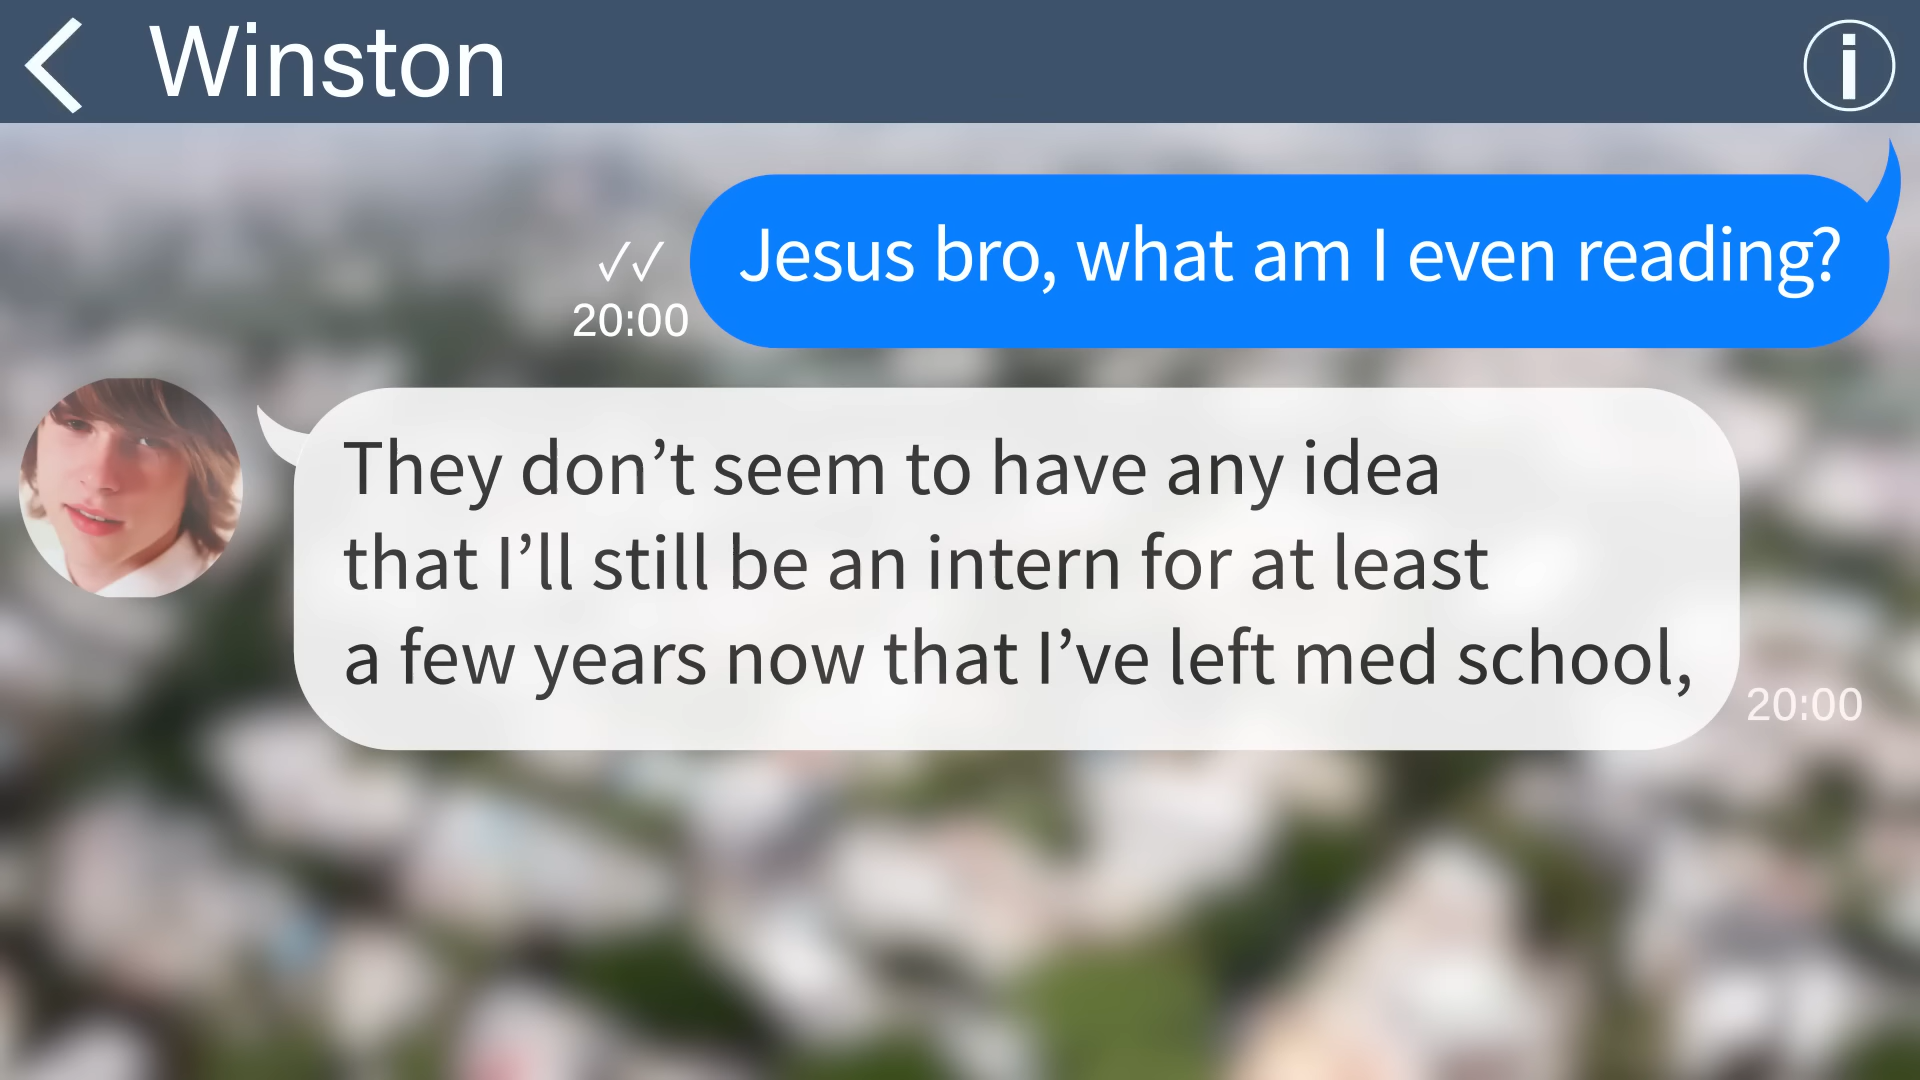 Winston
Jesus bro, what am I even reading?
✓✓
20:00
They don’t seem to have any idea
that I’ll still be an intern for at least
a few years now that I’ve left med school,
20:00